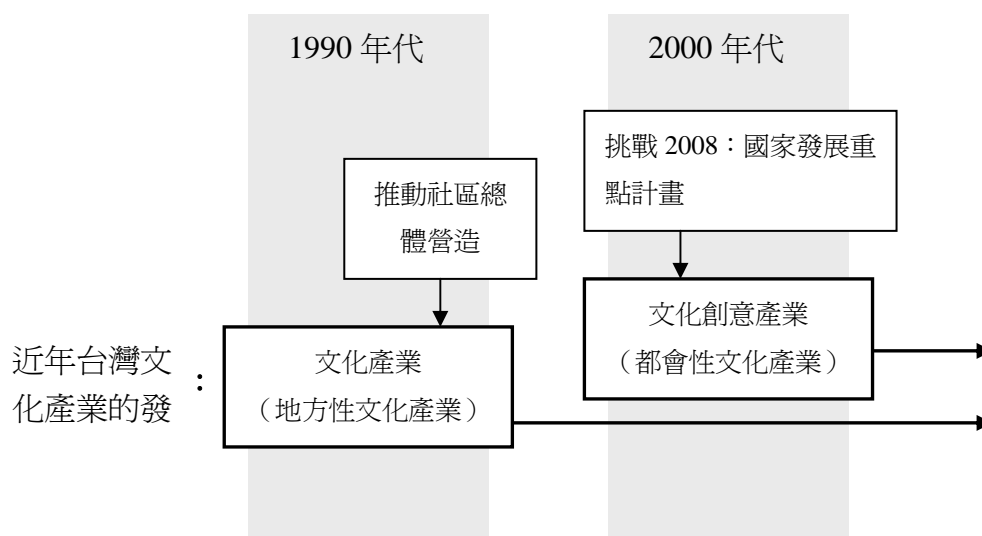 1990 年代
2000 年代
挑戰 2008：國家發展重
點計畫
推動社區總
體營造
文化創意產業
（都會性文化產業）
近年台灣文
化產業的發
：
文化產業
（地方性文化產業）